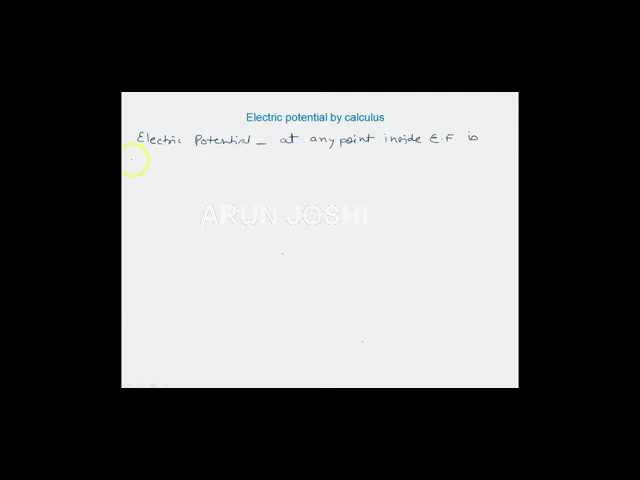 Electric potential by calculus
Electric Potential – at any point inside E.F. is
ARUN JOSHI